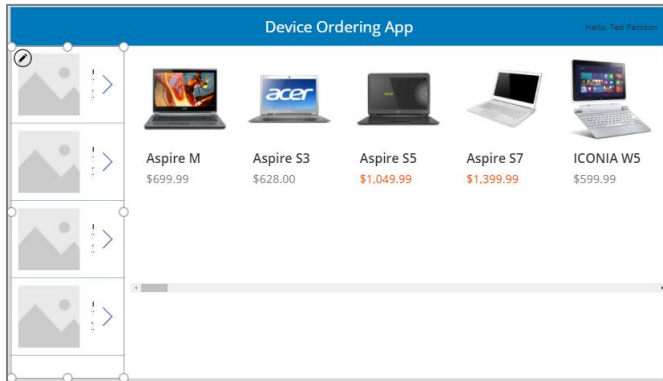 Device Ordering App
Hello, Ted Pattison
acer
Aspire M
Aspire S3
Aspire S5
Aspire S7
ICONIA W5
$699.99
$628.00
$1,049.99
$1,399.99
$599.99